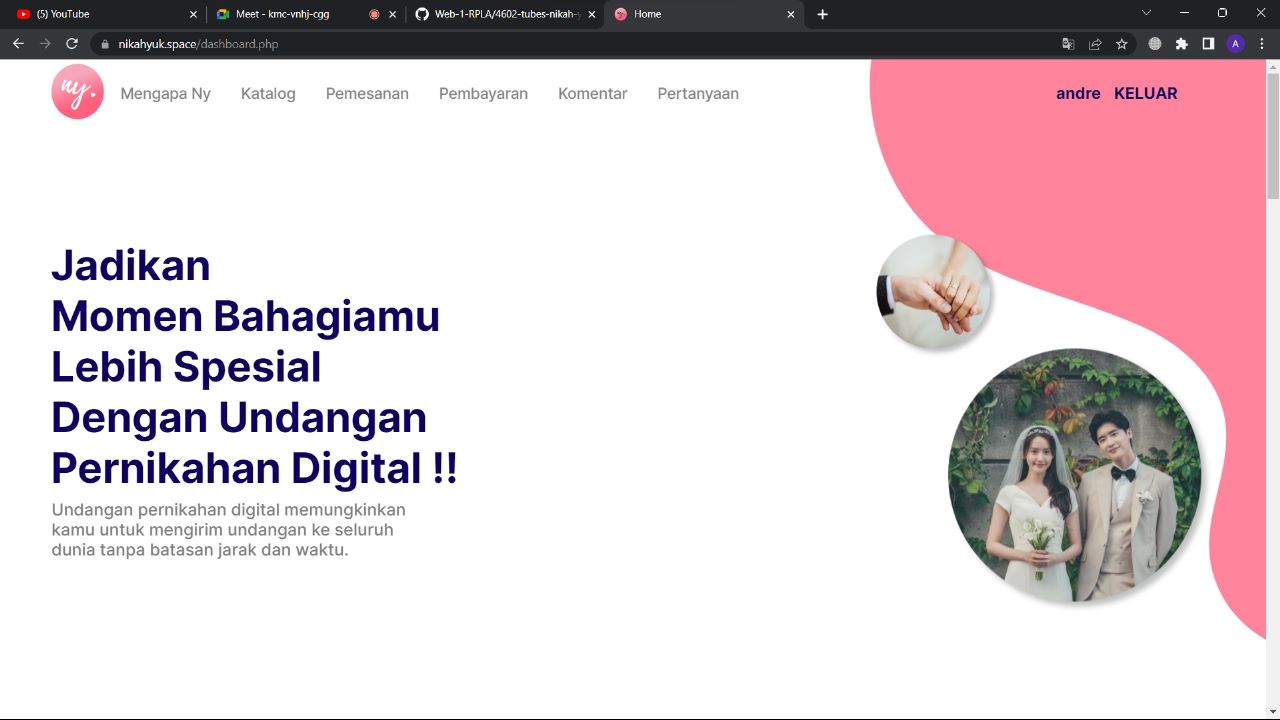 (5) YouTube
Meet - kmc-vnhj-cgg
Web-1-RPLA/4602-tubes-nikah-y
Home
nikahyuk.space/dashboard.php
A
ny.
Mengapa Ny
Katalog
Pemesanan
Pembayaran
Komentar
Pertanyaan
andre
KELUAR
Jadikan
Momen Bahagiamu
Lebih Spesial
Dengan Undangan
Pernikahan Digital !!
Undangan pernikahan digital memungkinkan
kamu untuk mengirim undangan ke seluruh
dunia tanpa batasan jarak dan waktu.